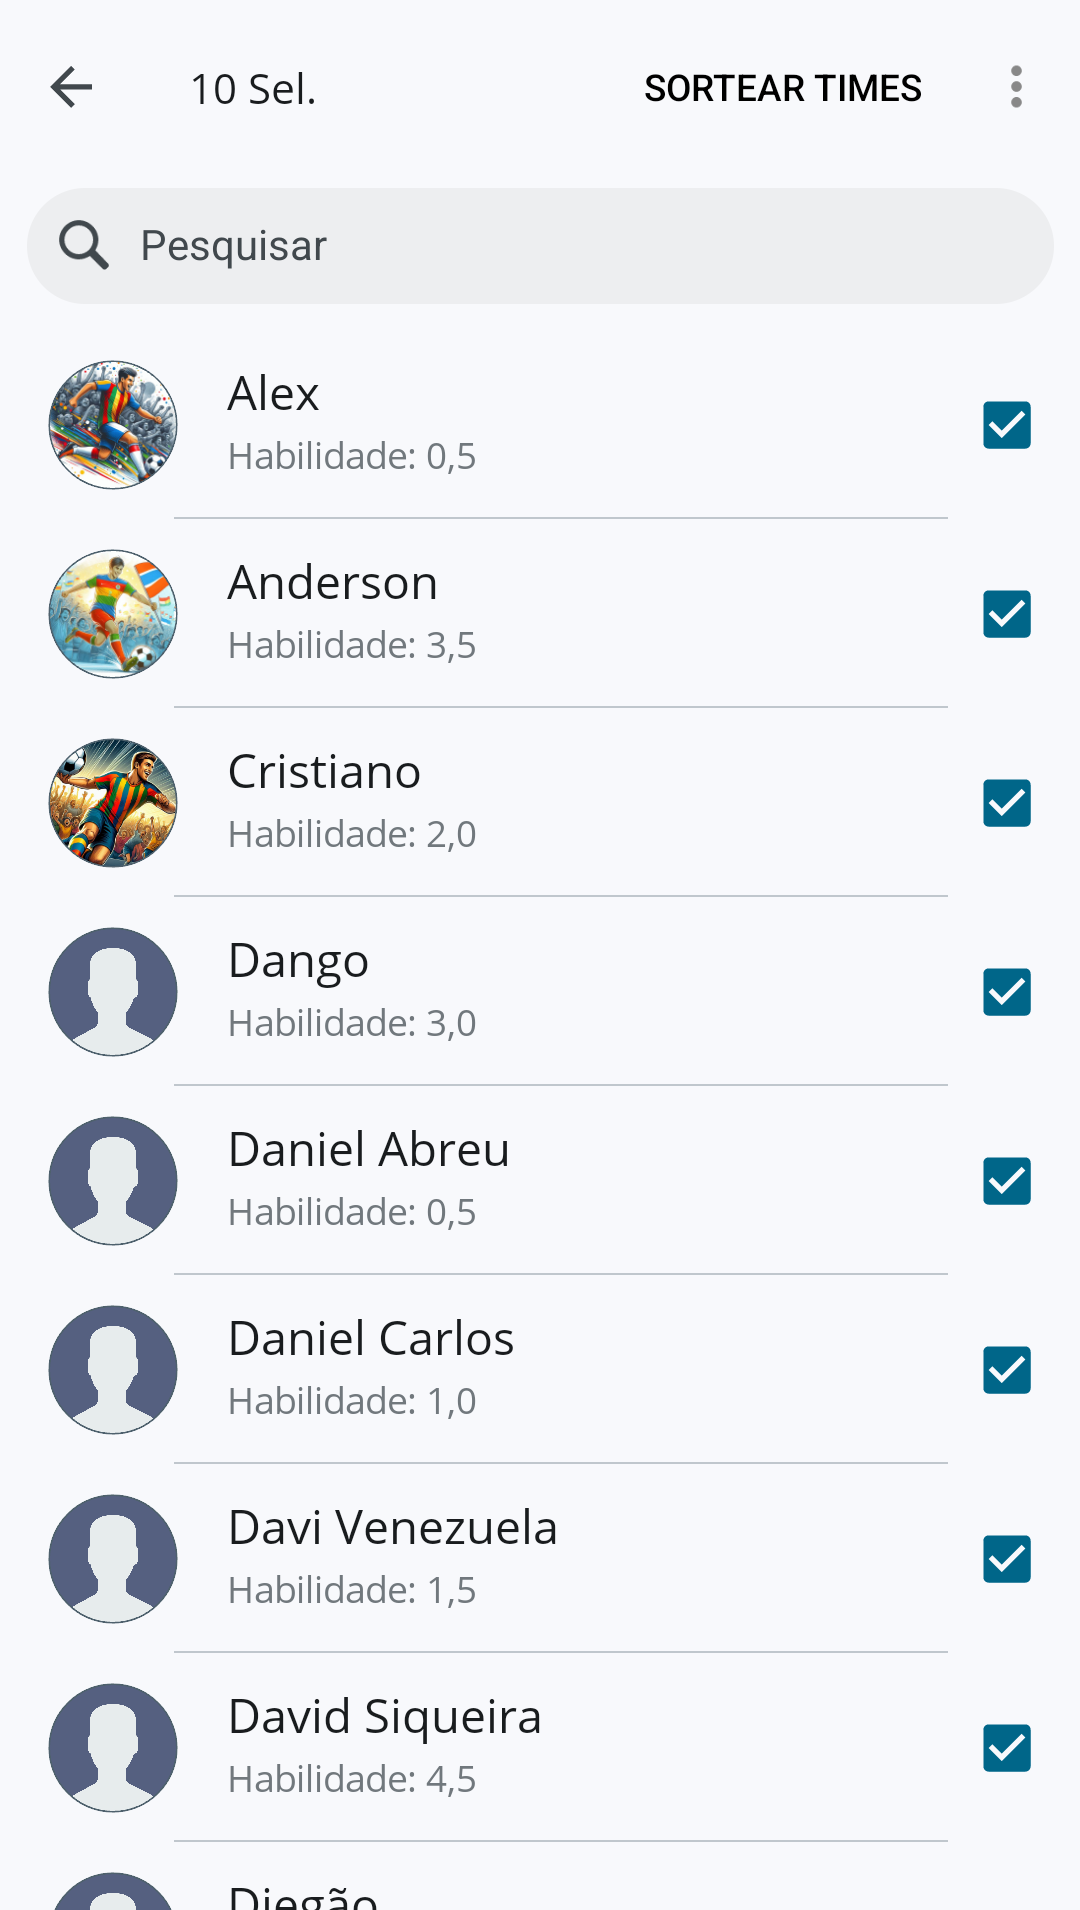 10 Sel.
SORTEAR TIMES
Pesquisar
Alex
Habilidade: 0,5
Anderson
Habilidade: 3,5
Cristiano
Habilidade: 2,0
Dango
Habilidade: 3,0
Daniel Abreu
Habilidade: 0,5
Daniel Carlos
Habilidade: 1,0
Davi Venezuela
Habilidade: 1,5
David Siqueira
Habilidade: 4,5
Diegão